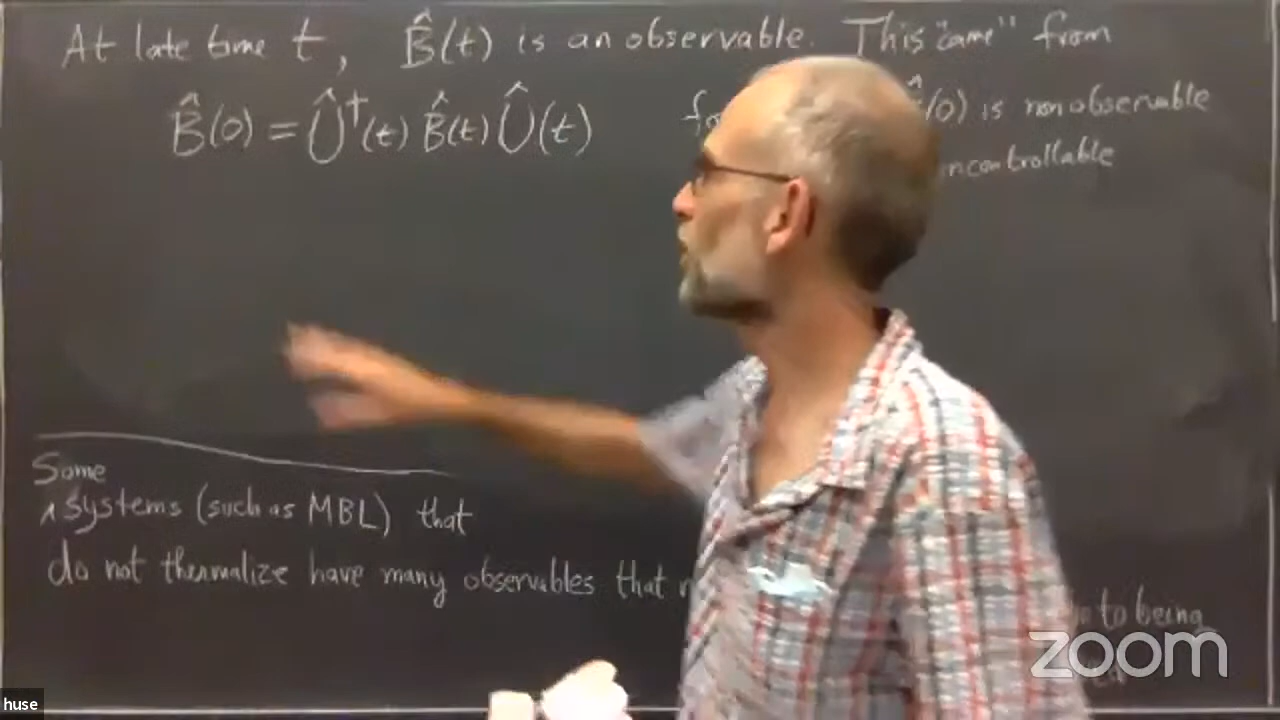 At late time t, B̂(t) is an observable. This "came" from
B̂(0) = Û†(t) B̂(t) Û(t) (0) is nonobservable
uncontrollable
Some
systems (such as MBL) that
do not thermalize have many observables that
to being
zoom
huse